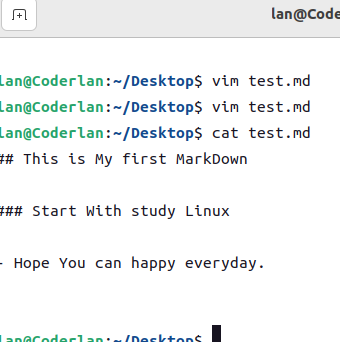 lan@Code
lan@Coderlan:~/Desktop$ vim test.md
lan@Coderlan:~/Desktop$ vim test.md
lan@Coderlan:~/Desktop$ cat test.md
## This is My first MarkDown
### Start With study Linux
- Hope You can happy everyday.
lan@Coderlan:~/Desktop$